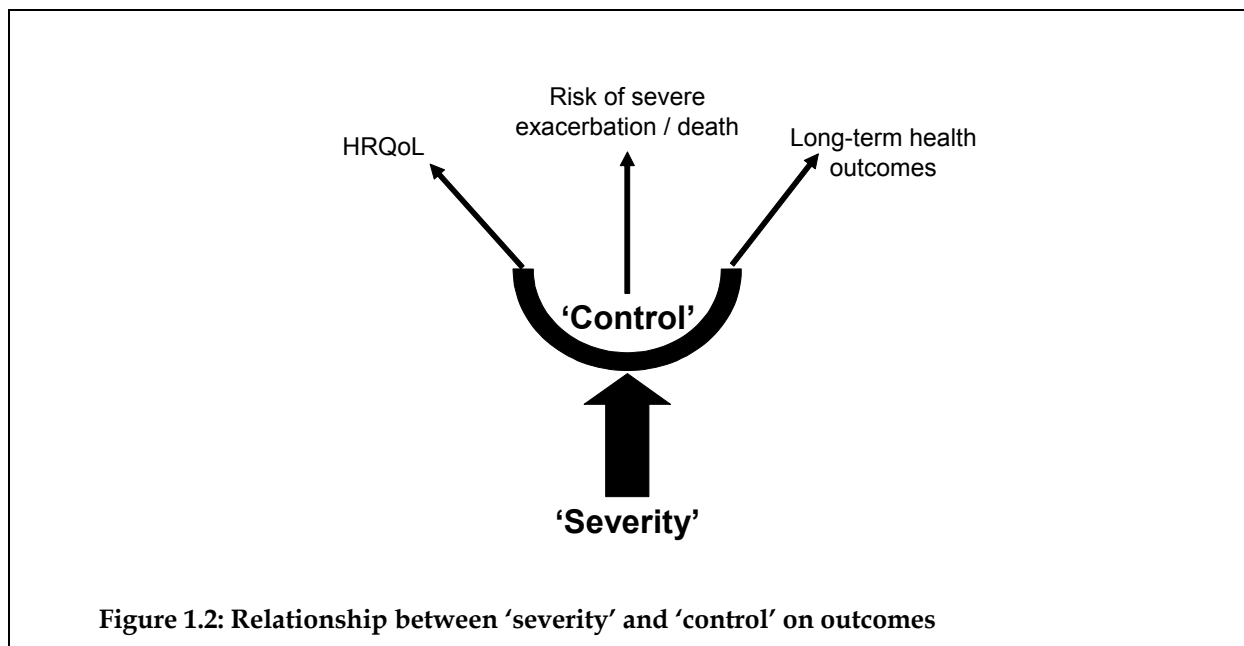 Risk of severe
exacerbation / death
HRQoL
Long-term health
outcomes
‘Control’
‘Severity’
Figure 1.2: Relationship between ‘severity’ and ‘control’ on outcomes